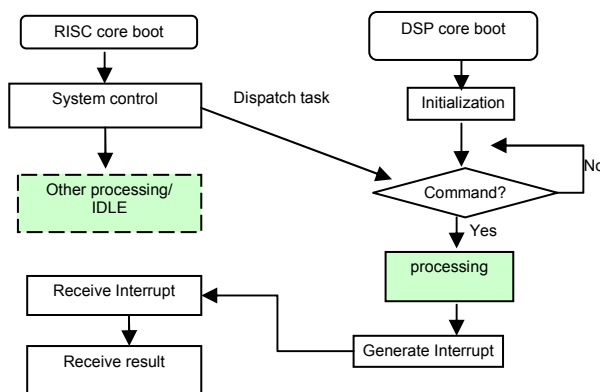 RISC core boot
DSP core boot
System control
Dispatch task
Initialization
No
Other processing/
IDLE
Command?
Yes
processing
Receive Interrupt
Generate Interrupt
Receive result